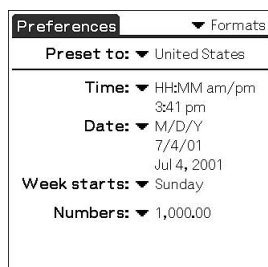 Preferences Formats
Preset to: United States
Time: HH:MM am/pm
3:41 pm
Date: M/D/Y
7/4/01
Jul 4, 2001
Week starts: Sunday
Numbers: 1,000.00